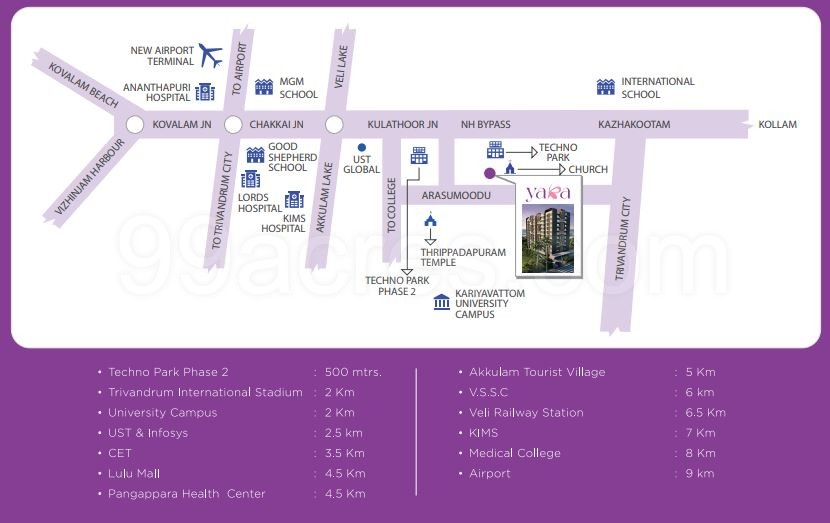 NEW AIRPORT
TERMINAL
TO AIRPORT
VELI LAKE
KOVALAM BEACH
ANANTHAPURI
HOSPITAL
MGM
SCHOOL
INTERNATIONAL
SCHOOL
KOVALAM JN
CHAKKAI JN
KULATHOOR JN
NH BYPASS
KAZHAKOOTAM
KOLLAM
VIZHINJAM HARBOUR
TO TRIVANDRUM CITY
GOOD
SHEPHERD
SCHOOL
LORDS
HOSPITAL
KIMS
HOSPITAL
AKKULAM LAKE
UST
GLOBAL
TO COLLEGE
TECHNO
PARK
CHURCH
ARASUMOODU
yara
THRIPPADAPURAM
TEMPLE
TECHNO PARK
PHASE 2
KARIYAVATTOM
UNIVERSITY
CAMPUS
TRIVANDRUM CITY
99acres.com
• Techno Park Phase 2 : 500 mtrs.
• Trivandrum International Stadium : 2 Km
• University Campus : 2 Km
• UST & Infosys : 2.5 km
• CET : 3.5 Km
• Lulu Mall : 4.5 Km
• Pangappara Health Center : 4.5 Km
• Akkulam Tourist Village : 5 Km
• V.S.S.C : 6 km
• Veli Railway Station : 6.5 Km
• KIMS : 7 Km
• Medical College : 8 Km
• Airport : 9 km